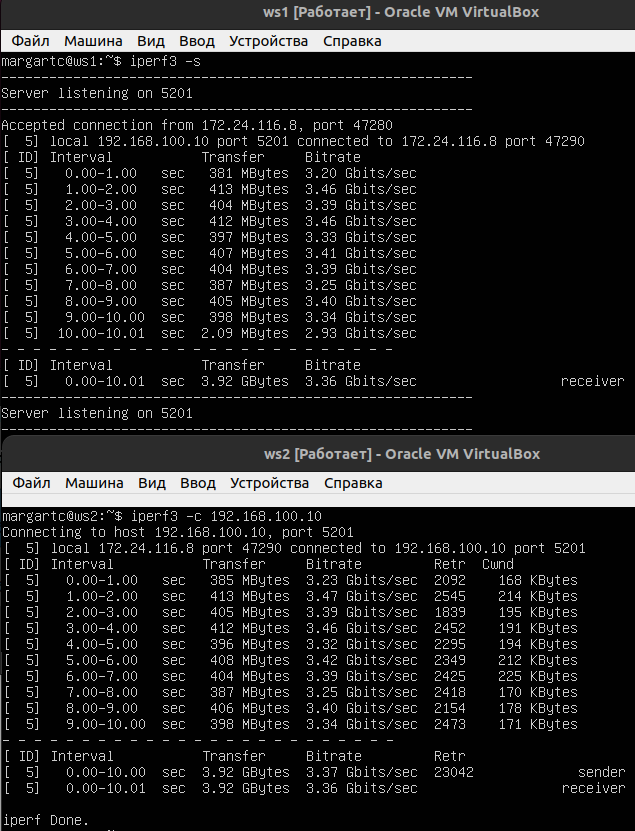 ws1 [Работает] - Oracle VM VirtualBox
Файл Машина Вид Ввод Устройства Справка
margartc@ws1:~$ iperf3 -s
-----------------------------------------------------------
Server listening on 5201
-----------------------------------------------------------
Accepted connection from 172.24.116.8, port 47280
[  5] local 192.168.100.10 port 5201 connected to 172.24.116.8 port 47290
[ ID] Interval           Transfer     Bitrate
[  5]   0.00-1.00   sec   381 MBytes  3.20 Gbits/sec
[  5]   1.00-2.00   sec   413 MBytes  3.46 Gbits/sec
[  5]   2.00-3.00   sec   404 MBytes  3.39 Gbits/sec
[  5]   3.00-4.00   sec   412 MBytes  3.46 Gbits/sec
[  5]   4.00-5.00   sec   397 MBytes  3.33 Gbits/sec
[  5]   5.00-6.00   sec   407 MBytes  3.41 Gbits/sec
[  5]   6.00-7.00   sec   404 MBytes  3.39 Gbits/sec
[  5]   7.00-8.00   sec   387 MBytes  3.25 Gbits/sec
[  5]   8.00-9.00   sec   405 MBytes  3.40 Gbits/sec
[  5]   9.00-10.00  sec   398 MBytes  3.34 Gbits/sec
[  5]  10.00-10.01  sec  2.09 MBytes  2.93 Gbits/sec
- - - - - - - - - - - - - - - - - - - - - - - - -
[ ID] Interval           Transfer     Bitrate
[  5]   0.00-10.01  sec  3.92 GBytes  3.36 Gbits/sec                  receiver
-----------------------------------------------------------
Server listening on 5201
-----------------------------------------------------------
ws2 [Работает] - Oracle VM VirtualBox
Файл Машина Вид Ввод Устройства Справка
margartc@ws2:~$ iperf3 -c 192.168.100.10
Connecting to host 192.168.100.10, port 5201
[  5] local 172.24.116.8 port 47290 connected to 192.168.100.10 port 5201
[ ID] Interval           Transfer     Bitrate         Retr  Cwnd
[  5]   0.00-1.00   sec   385 MBytes  3.23 Gbits/sec  2092    168 KBytes
[  5]   1.00-2.00   sec   413 MBytes  3.47 Gbits/sec  2545    214 KBytes
[  5]   2.00-3.00   sec   405 MBytes  3.39 Gbits/sec  1839    195 KBytes
[  5]   3.00-4.00   sec   412 MBytes  3.46 Gbits/sec  2452    191 KBytes
[  5]   4.00-5.00   sec   396 MBytes  3.32 Gbits/sec  2295    194 KBytes
[  5]   5.00-6.00   sec   408 MBytes  3.42 Gbits/sec  2349    212 KBytes
[  5]   6.00-7.00   sec   404 MBytes  3.39 Gbits/sec  2425    225 KBytes
[  5]   7.00-8.00   sec   387 MBytes  3.25 Gbits/sec  2418    170 KBytes
[  5]   8.00-9.00   sec   406 MBytes  3.40 Gbits/sec  2154    178 KBytes
[  5]   9.00-10.00  sec   398 MBytes  3.34 Gbits/sec  2473    171 KBytes
- - - - - - - - - - - - - - - - - - - - - - - - -
[ ID] Interval           Transfer     Bitrate         Retr
[  5]   0.00-10.00  sec  3.92 GBytes  3.37 Gbits/sec  23042             sender
[  5]   0.00-10.01  sec  3.92 GBytes  3.36 Gbits/sec                  receiver
iperf Done.